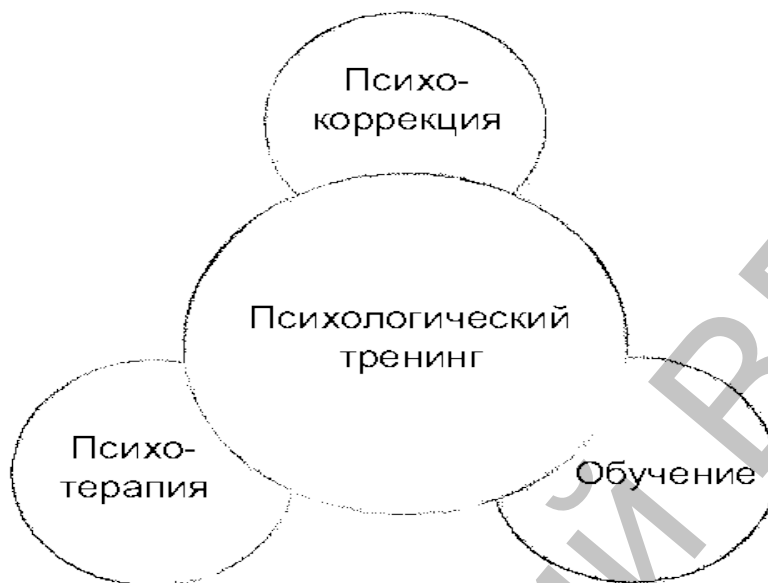 Психо-
коррекция
Психологический
тренинг
Психо-
терапия
Обучение